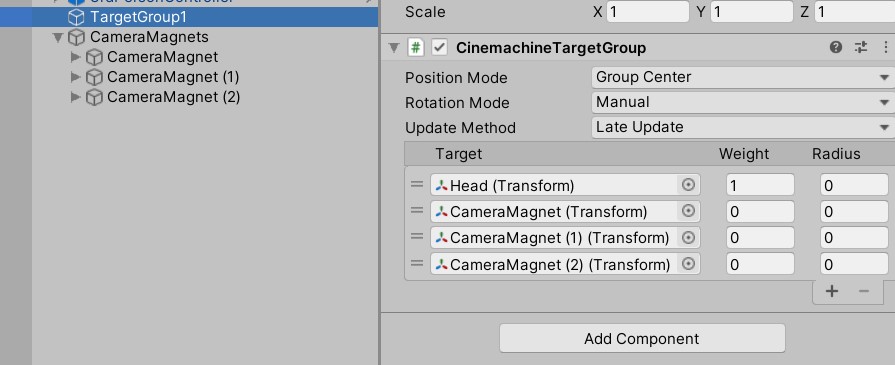 TargetGroup1
CameraMagnets
CameraMagnet
CameraMagnet (1)
CameraMagnet (2)
Scale X 1 Y 1 Z 1
# CinemachineTargetGroup
Position Mode Group Center
Rotation Mode Manual
Update Method Late Update
Target Weight Radius
Head (Transform) 1 0
CameraMagnet (Transform) 0 0
CameraMagnet (1) (Transform) 0 0
CameraMagnet (2) (Transform) 0 0
+ −
Add Component